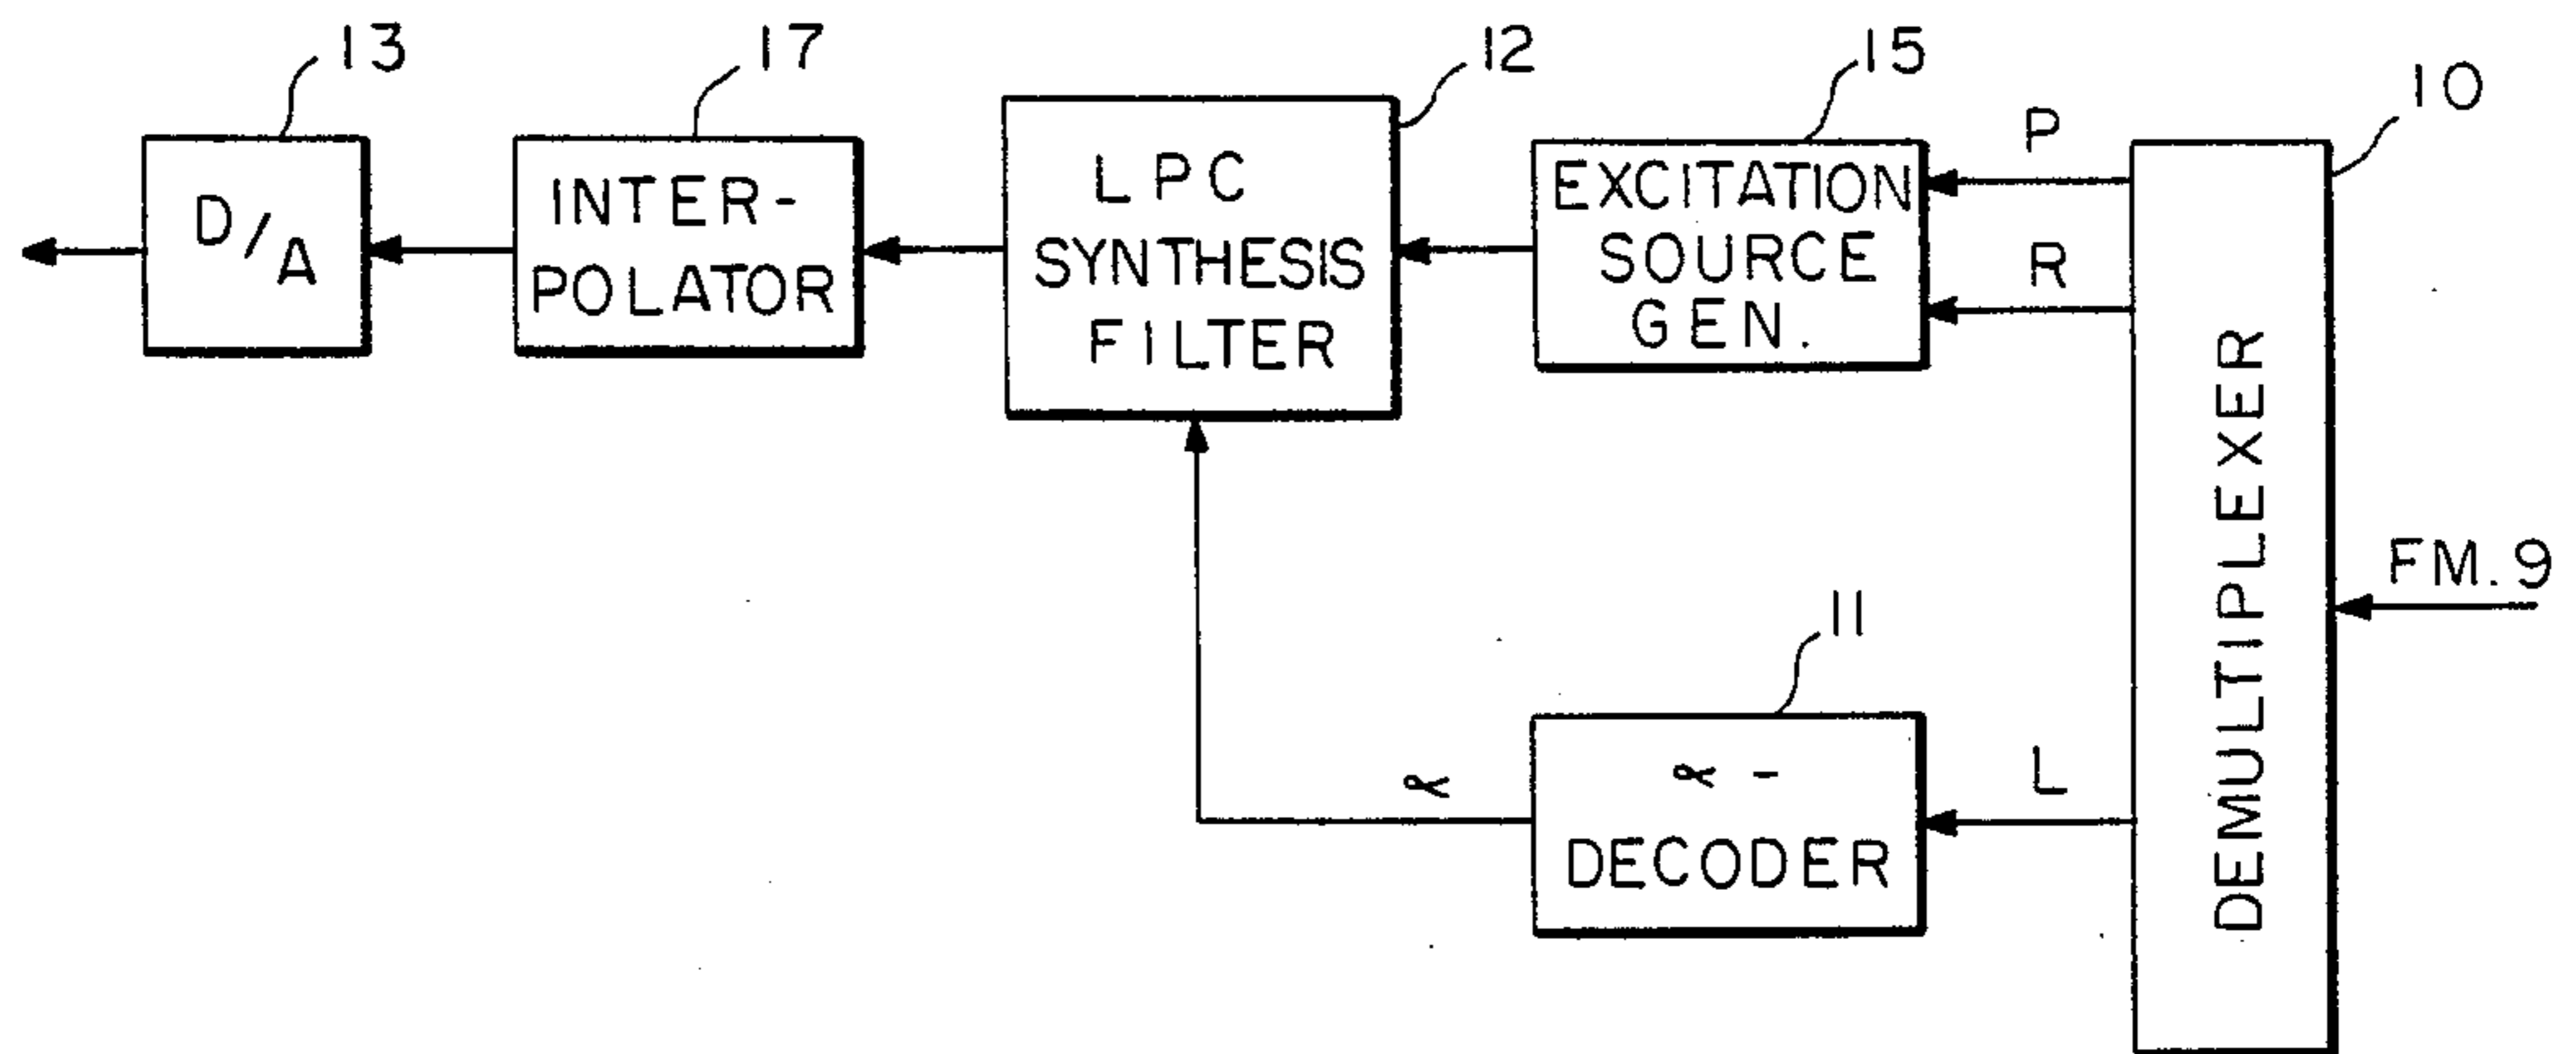 13
17
12
15
10
D/A
INTER-
POLATOR
LPC
SYNTHESIS
FILTER
EXCITATION
SOURCE
GEN.
P
R
DEMULTIPLEXER
FM. 9
11
α
α -
DECODER
L